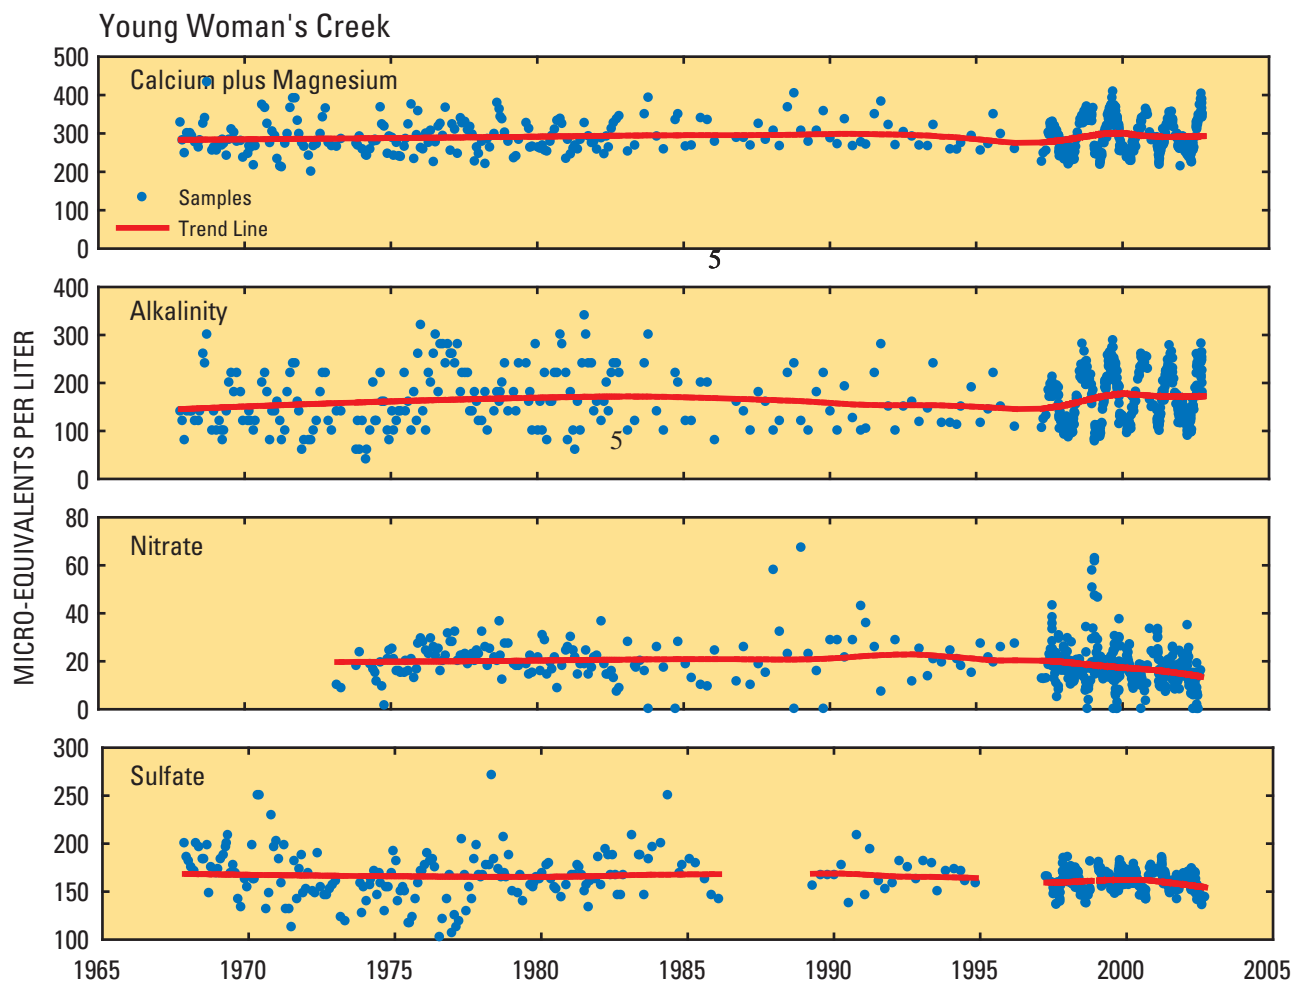 Young Woman's Creek
500
Calcium plus Magnesium
400
300
200
Samples
100
Trend Line
0
5
400
Alkalinity
300
200
100
5
0
MICRO-EQUIVALENTS PER LITER
80
Nitrate
60
40
20
0
300
Sulfate
250
200
150
100
1965 1970 1975 1980 1985 1990 1995 2000 2005